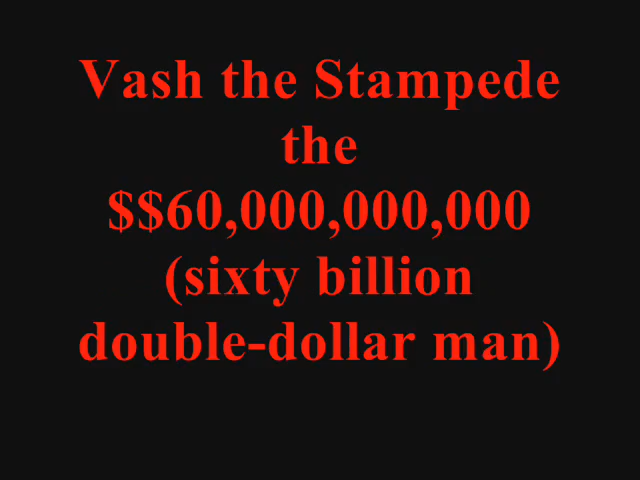 Vash the Stampede
the
$$60,000,000,000
(sixty billion
double-dollar man)